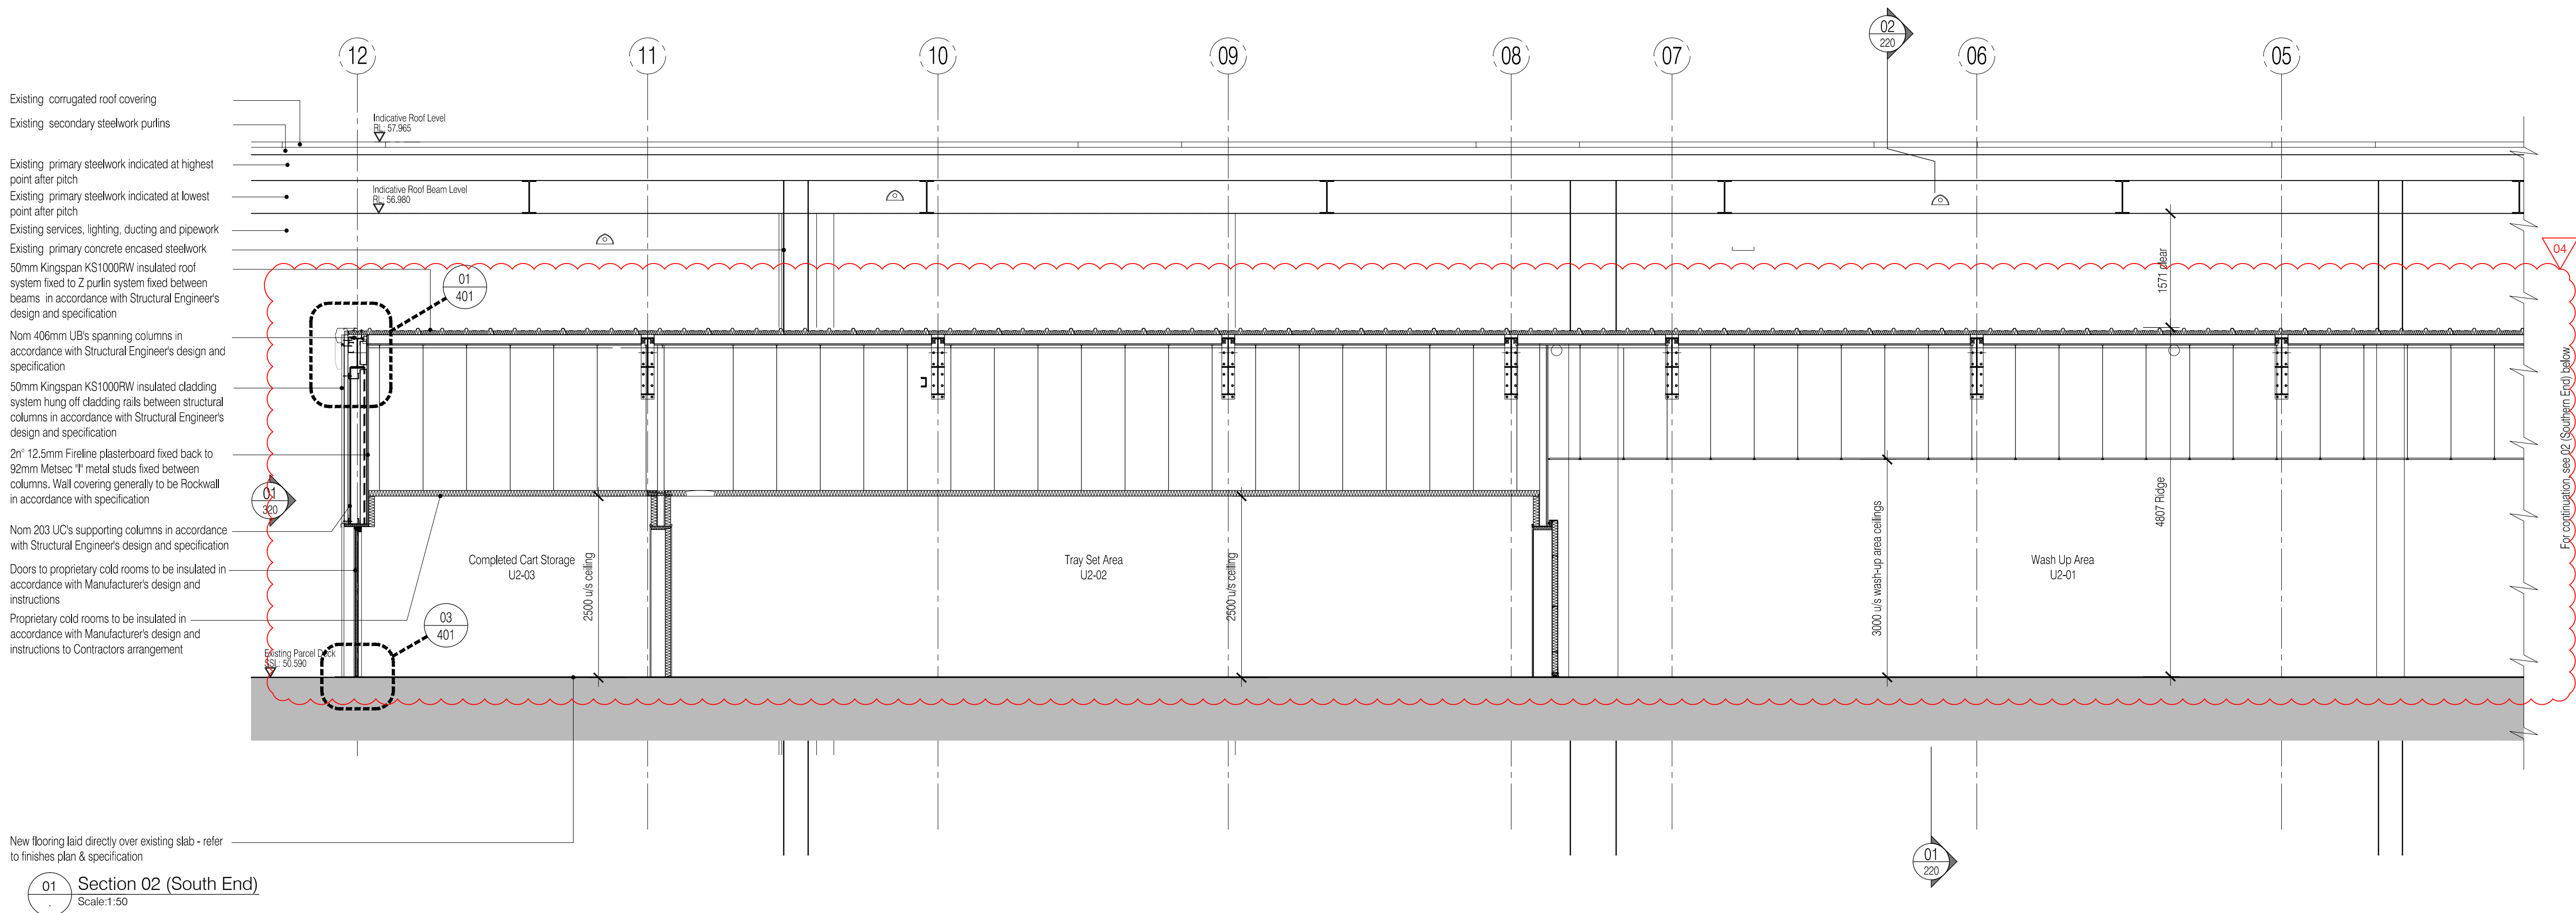 12
11
10
09
08
07
06
05
02
220
Existing corrugated roof covering
Existing secondary steelwork purlins
Existing primary steelwork indicated at highest
point after pitch
Existing primary steelwork indicated at lowest
point after pitch
Existing services, lighting, ducting and pipework
Existing primary concrete encased steelwork
50mm Kingspan KS1000RW insulated roof
system fixed to Z purlin system fixed between
beams in accordance with Structural Engineer's
design and specification
Nom 406mm UB's spanning columns in
accordance with Structural Engineer's design and
specification
50mm Kingspan KS1000RW insulated cladding
system hung off cladding rails between structural
columns in accordance with Structural Engineer's
design and specification
2n° 12.5mm Fireline plasterboard fixed back to
92mm Metsec "I" metal studs fixed between
columns. Wall covering generally to be Rockwall
in accordance with specification
Nom 203 UC's supporting columns in accordance
with Structural Engineer's design and specification
Doors to proprietary cold rooms to be insulated in
accordance with Manufacturer's design and
instructions
Proprietary cold rooms to be insulated in
accordance with Manufacturer's design and
instructions to Contractors arrangement
New flooring laid directly over existing slab - refer
to finishes plan & specification
Indicative Roof Level
RL: 57.965
Indicative Roof Beam Level
RL: 56.980
01
401
01
320
03
401
Existing Parcel Deck
SSL: 50.590
Completed Cart Storage
U2-03
2500 u/s ceiling
Tray Set Area
U2-02
2500 u/s ceiling
Wash Up Area
U2-01
3000 u/s wash-up area ceilings
4807 Ridge
1571 clear
04
For continuation, see 02 (Southern End) below
01
220
01
.
Section 02 (South End)
Scale:1:50